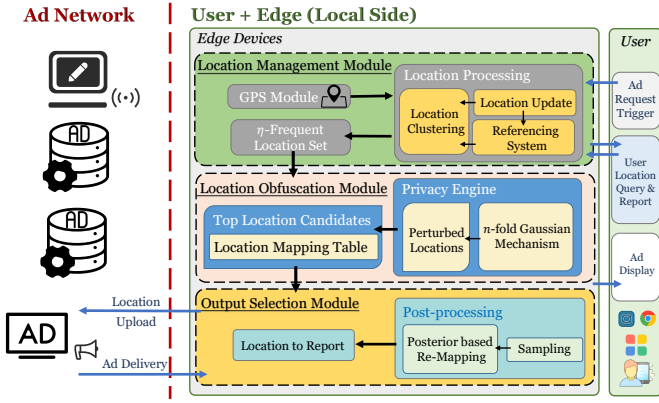 Ad Network
User + Edge (Local Side)
Edge Devices
User
Location Management Module
Location Processing
GPS Module
Location
Clustering
Location Update
Referencing
System
η-Frequent
Location Set
Ad
Request
Trigger
User
Location
Query &
Report
Ad
Display
AD
AD
AD
Location Obfuscation Module
Privacy Engine
Top Location Candidates
Location Mapping Table
Perturbed
Locations
n-fold Gaussian
Mechanism
Output Selection Module
Post-processing
Location to Report
Posterior based
Re-Mapping
Sampling
Location
Upload
Ad Delivery